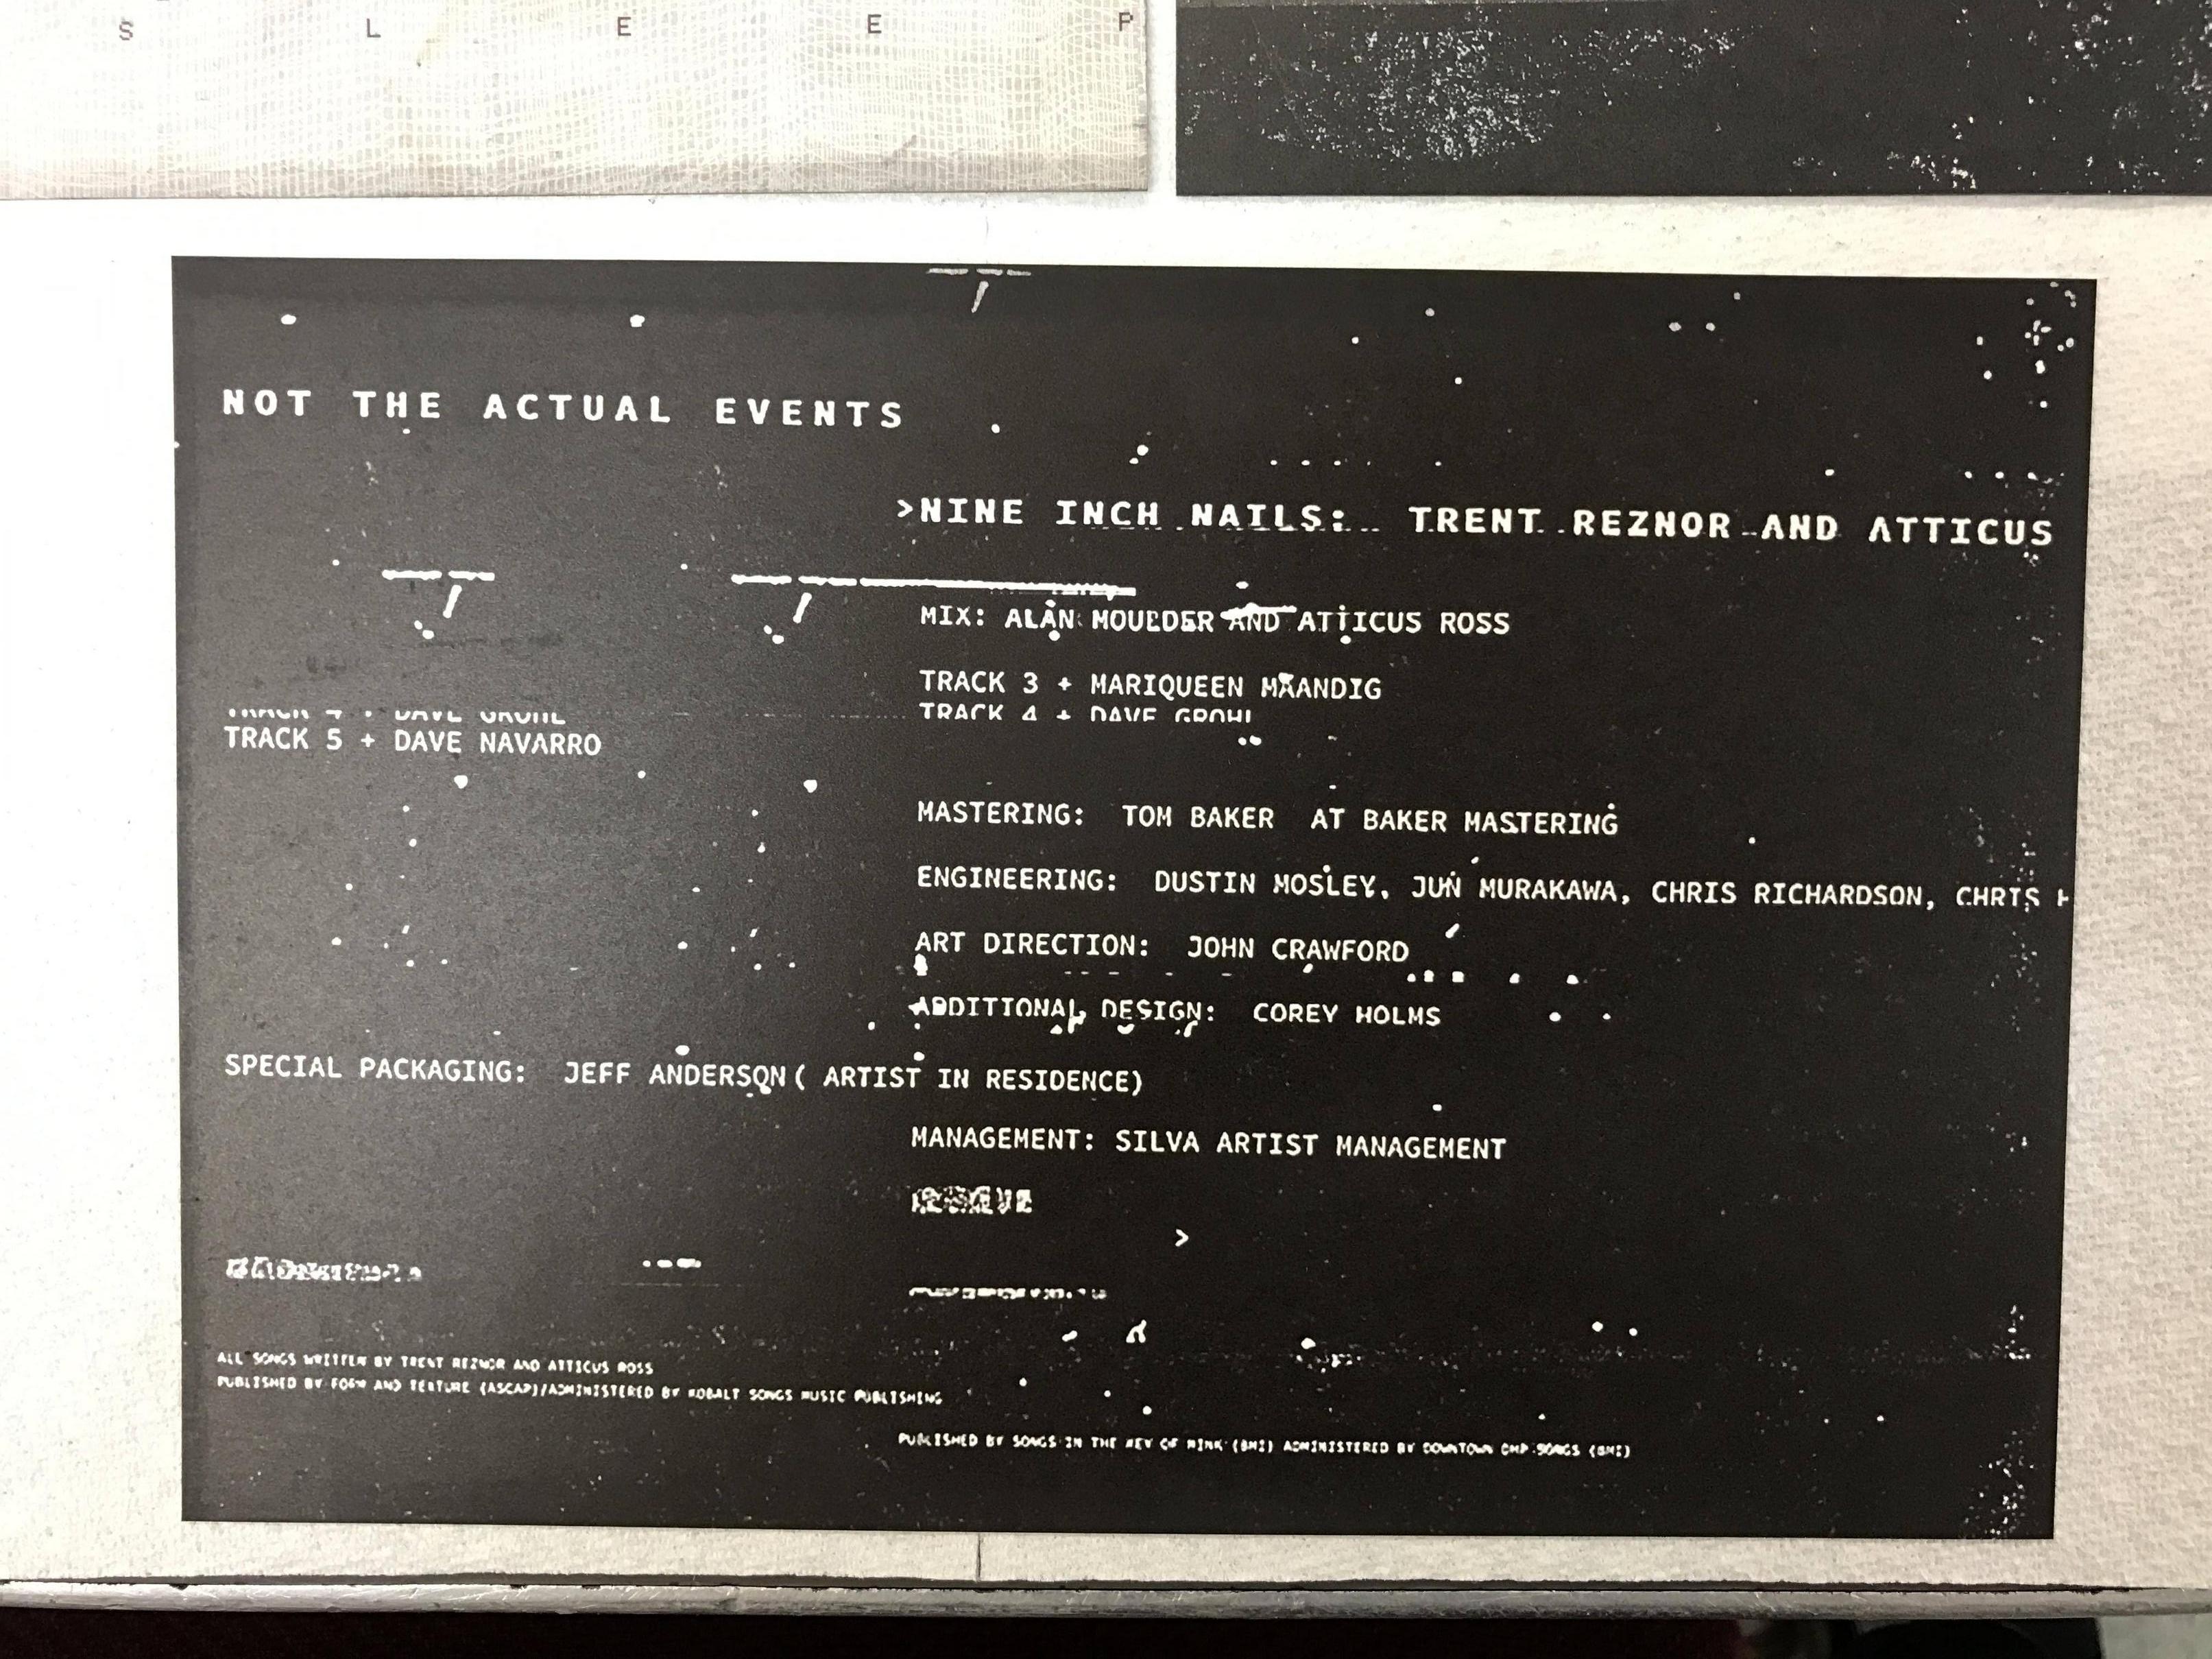 S L E E P
NOT THE ACTUAL EVENTS
>NINE INCH NAILS: TRENT REZNOR AND ATTICUS
MIX: ALAN MOULDER AND ATTICUS ROSS
TRACK 3 + MARIQUEEN MAANDIG
TRACK 4 + DAVE GROHL
TRACK 4 + DAVE GROHL
TRACK 5 + DAVE NAVARRO
MASTERING: TOM BAKER AT BAKER MASTERING
ENGINEERING: DUSTIN MOSLEY, JUN MURAKAWA, CHRIS RICHARDSON, CHRIS
ART DIRECTION: JOHN CRAWFORD
ADDITIONAL DESIGN: COREY HOLMS
SPECIAL PACKAGING: JEFF ANDERSON ( ARTIST IN RESIDENCE)
MANAGEMENT: SILVA ARTIST MANAGEMENT
>
ALL SONGS WRITTEN BY TRENT REZNOR AND ATTICUS ROSS
PUBLISHED BY FORM AND TEXTURE (ASCAP)/ADMINISTERED BY KOBALT SONGS MUSIC PUBLISHING
PUBLISHED BY SONGS IN THE KEY OF MINK (BMI) ADMINISTERED BY DOWNTOWN DMP SONGS (BMI)